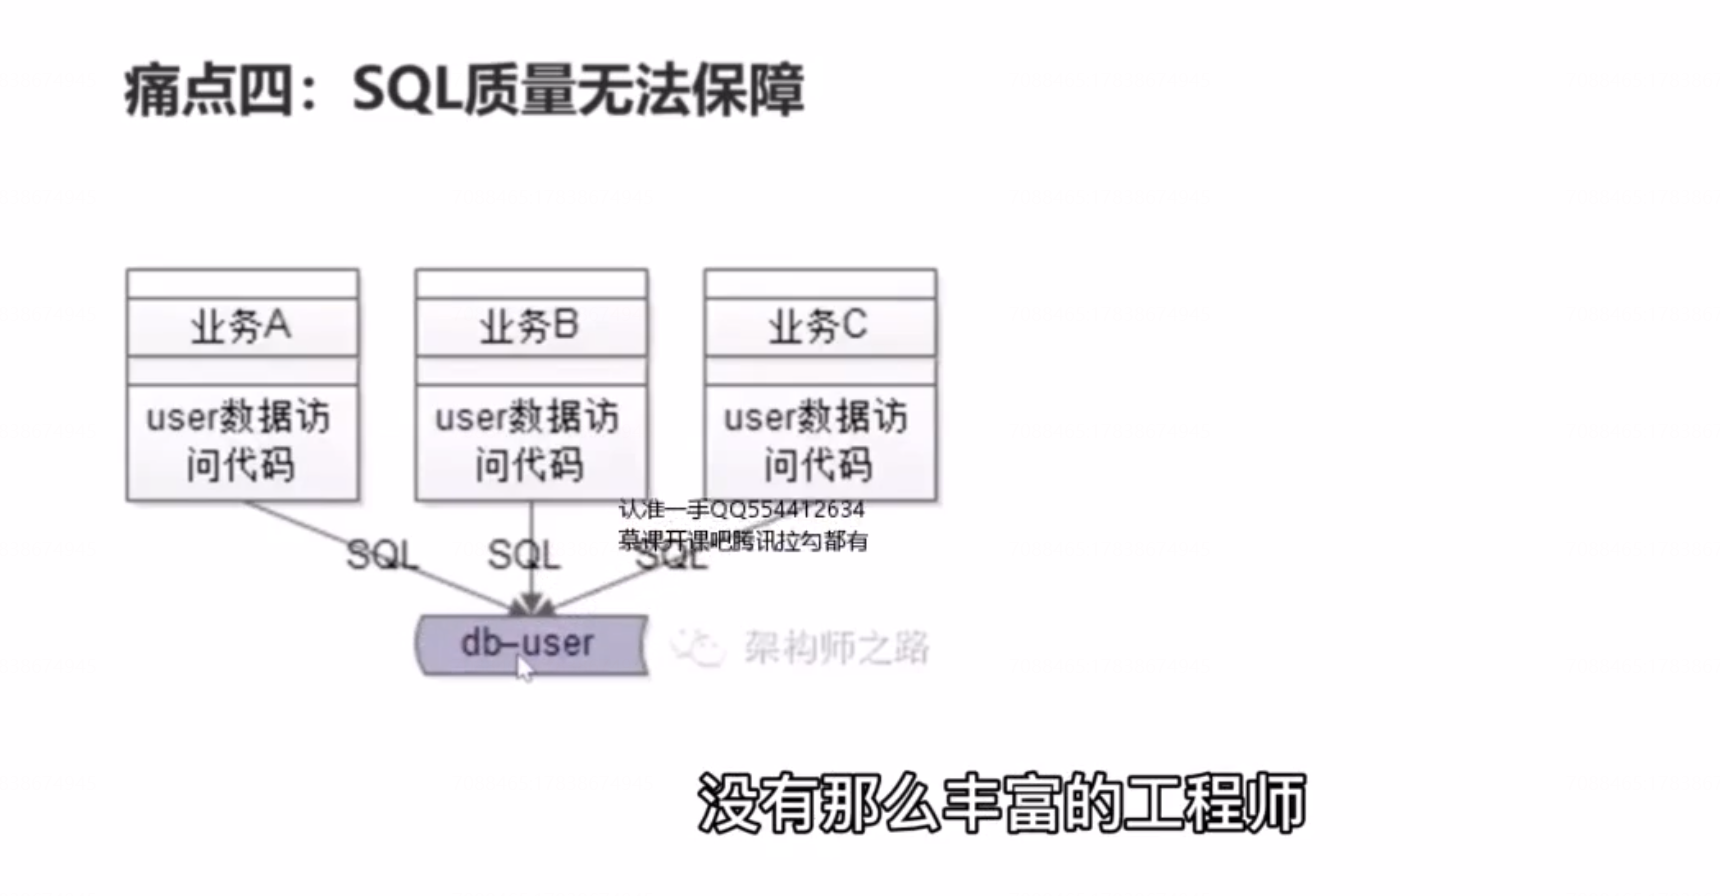 痛点四：SQL质量无法保障
业务A
业务B
业务C
user数据访
问代码
user数据访
问代码
user数据访
问代码
认准一手QQ554412634
慕课开课吧腾讯拉勾都有
SQL
SQL
SQL
db-user
架构师之路
没有那么丰富的工程师